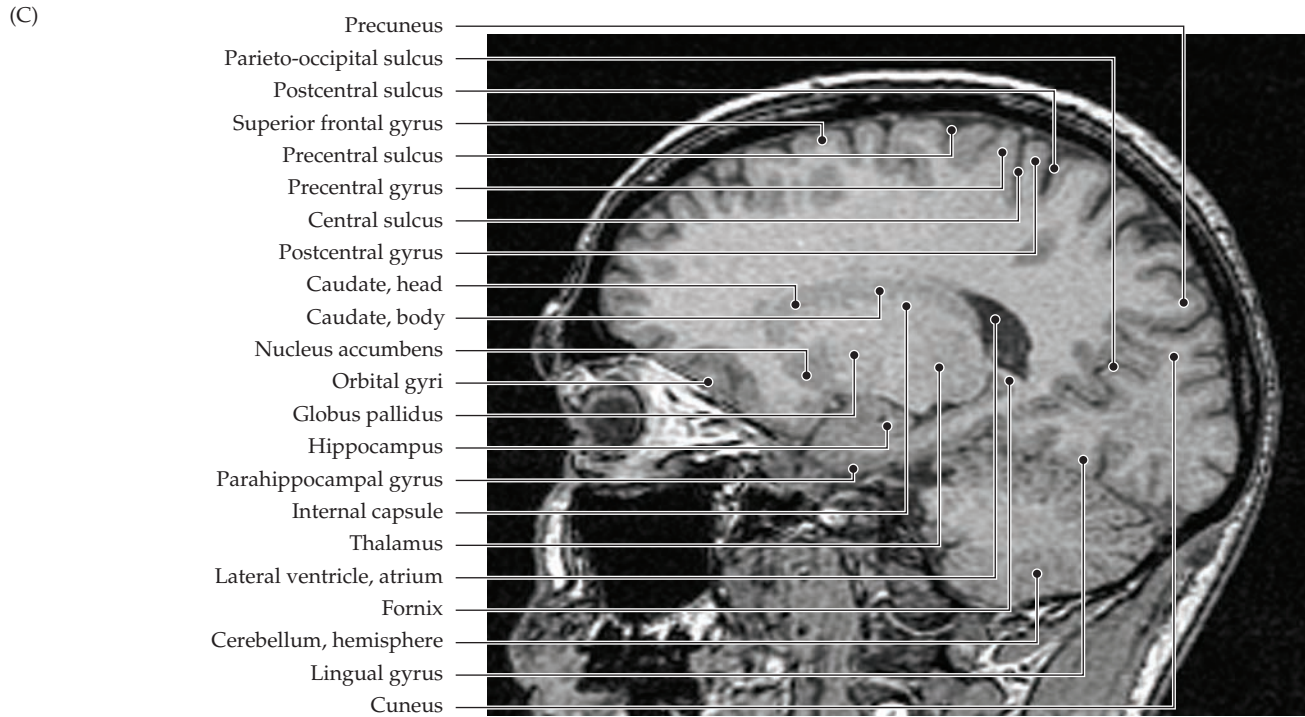 (C)
Precuneus
Parieto-occipital sulcus
Postcentral sulcus
Superior frontal gyrus
Precentral sulcus
Precentral gyrus
Central sulcus
Postcentral gyrus
Caudate, head
Caudate, body
Nucleus accumbens
Orbital gyri
Globus pallidus
Hippocampus
Parahippocampal gyrus
Internal capsule
Thalamus
Lateral ventricle, atrium
Fornix
Cerebellum, hemisphere
Lingual gyrus
Cuneus